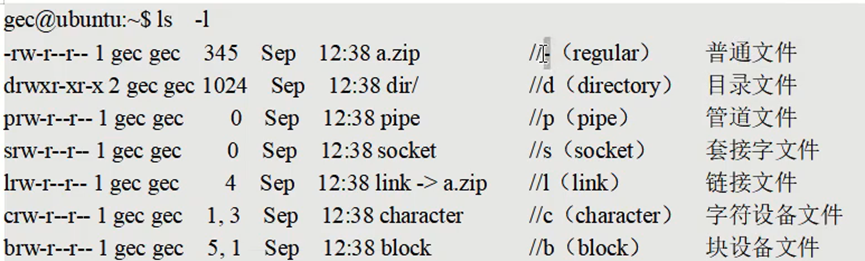 gec@ubuntu:~$ ls -l
-rw-r--r-- 1 gec gec 345 Sep 12:38 a.zip //-（regular） 普通文件
drwxr-xr-x 2 gec gec 1024 Sep 12:38 dir/ //d（directory） 目录文件
prw-r--r-- 1 gec gec 0 Sep 12:38 pipe //p（pipe） 管道文件
srw-r--r-- 1 gec gec 0 Sep 12:38 socket //s（socket） 套接字文件
lrw-r--r-- 1 gec gec 4 Sep 12:38 link -> a.zip //l（link） 链接文件
crw-r--r-- 1 gec gec 1, 3 Sep 12:38 character //c（character） 字符设备文件
brw-r--r-- 1 gec gec 5, 1 Sep 12:38 block //b（block） 块设备文件